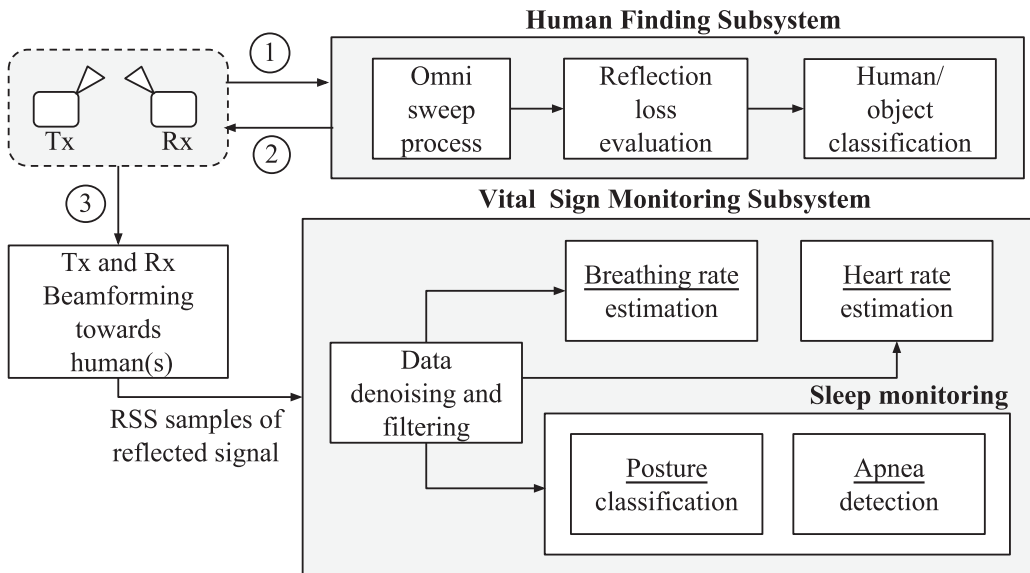 Human Finding Subsystem
1
Tx
Rx
2
Omni
sweep
process
Reflection
loss
evaluation
Human/
object
classification
3
Vital Sign Monitoring Subsystem
Tx and Rx
Beamforming
towards
human(s)
RSS samples of
reflected signal
Data
denoising and
filtering
Breathing rate
estimation
Heart rate
estimation
Sleep monitoring
Posture
classification
Apnea
detection